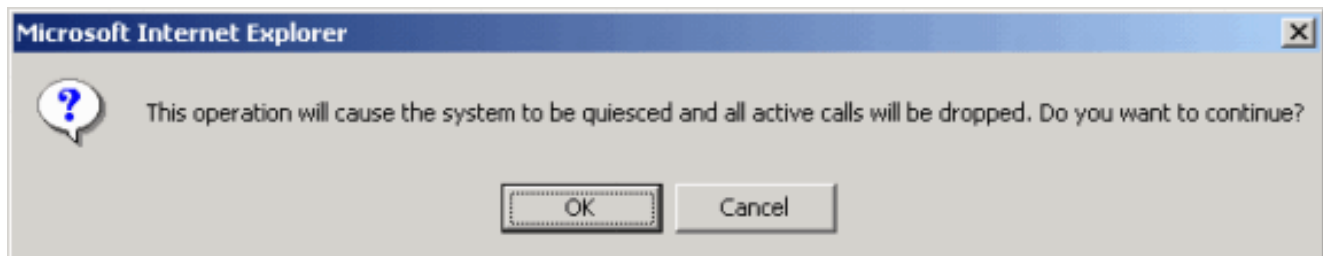 Microsoft Internet Explorer
This operation will cause the system to be quiesced and all active calls will be dropped. Do you want to continue?
OK
Cancel